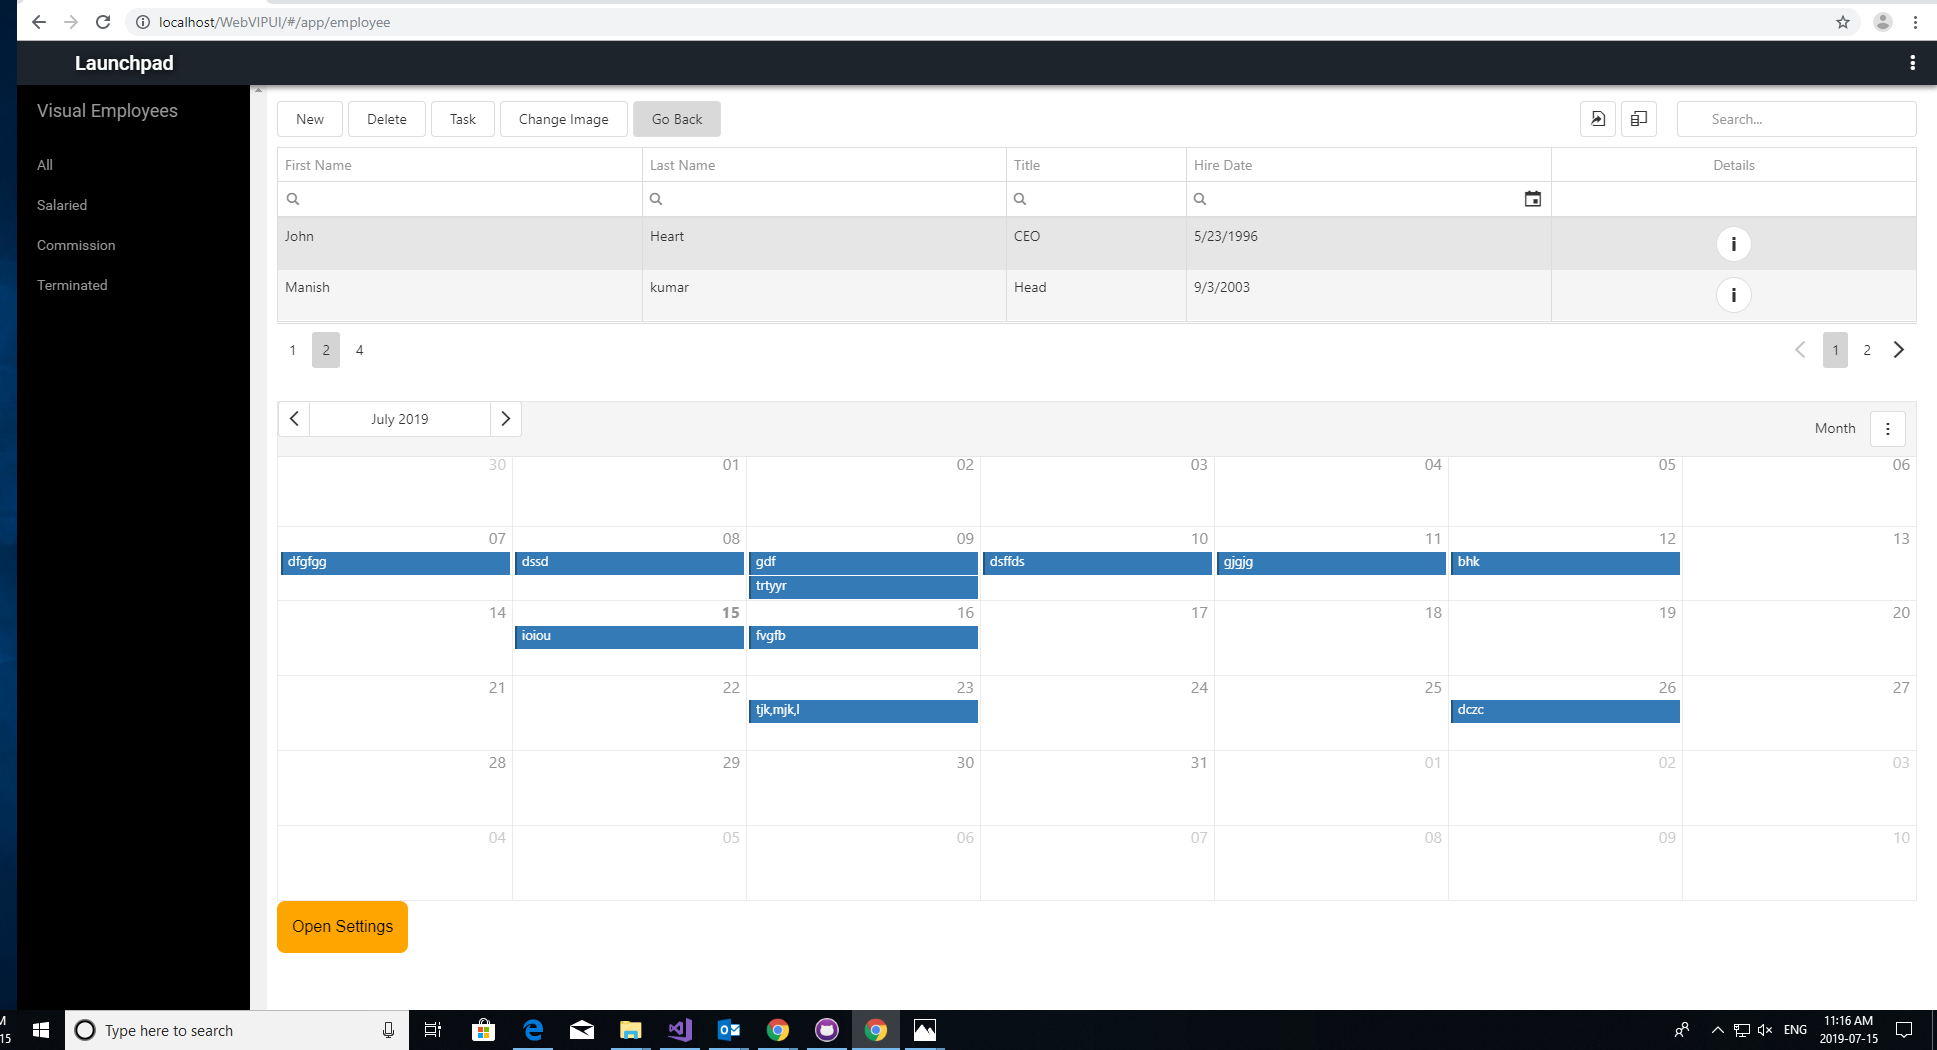 localhost/WebVIPUI/#/app/employee
Launchpad
Visual Employees
All
Salaried
Commission
Terminated
New Delete Task Change Image Go Back Search...
First Name Last Name Title Hire Date Details
John Heart CEO 5/23/1996 i
Manish kumar Head 9/3/2003 i
1 2 4 1 2
July 2019 Month
30 01 02 03 04 05 06
07 08 09 10 11 12 13
dfgfgg dssd gdf dsffds gjgjg bhk
trtyyr
14 15 16 17 18 19 20
ioiou fvgfb
21 22 23 24 25 26 27
tjk,mjk,l dczc
28 29 30 31 01 02 03
04 05 06 07 08 09 10
Open Settings
Type here to search
ENG
11:16 AM
2019-07-15
M
15